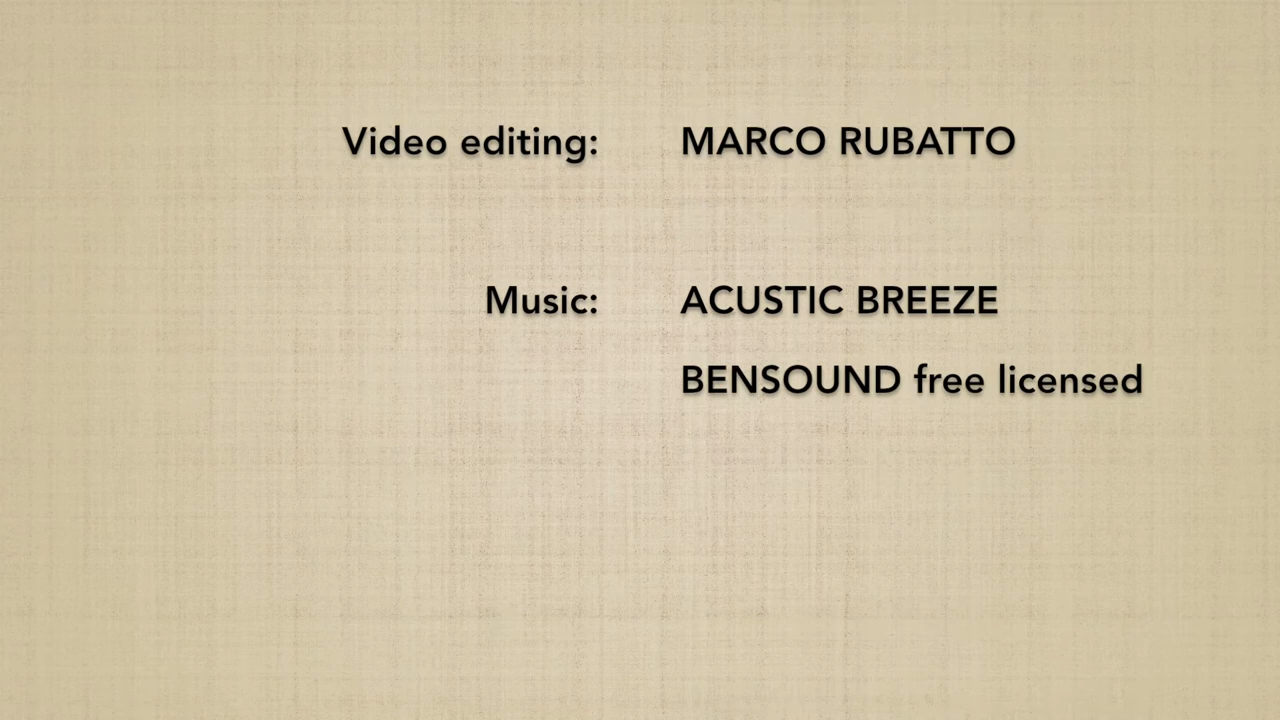 Video editing: MARCO RUBATTO
Music: ACUSTIC BREEZE
BENSOUND free licensed